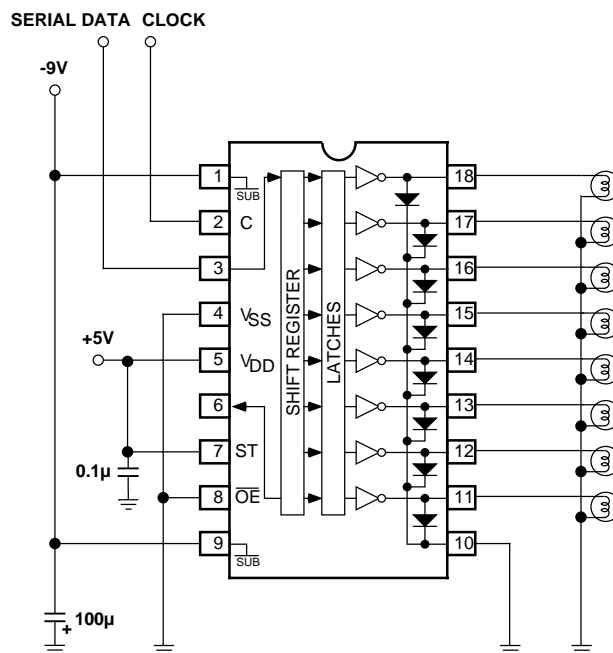 SERIAL DATA CLOCK
-9V
1 18
SUB
2 C 17
3 16
4 VSS 15
+5V
5 VDD 14
6 13
7 ST 12
0.1µ
8 OE 11
9 10
SUB
100µ
+
SHIFT REGISTER
LATCHES